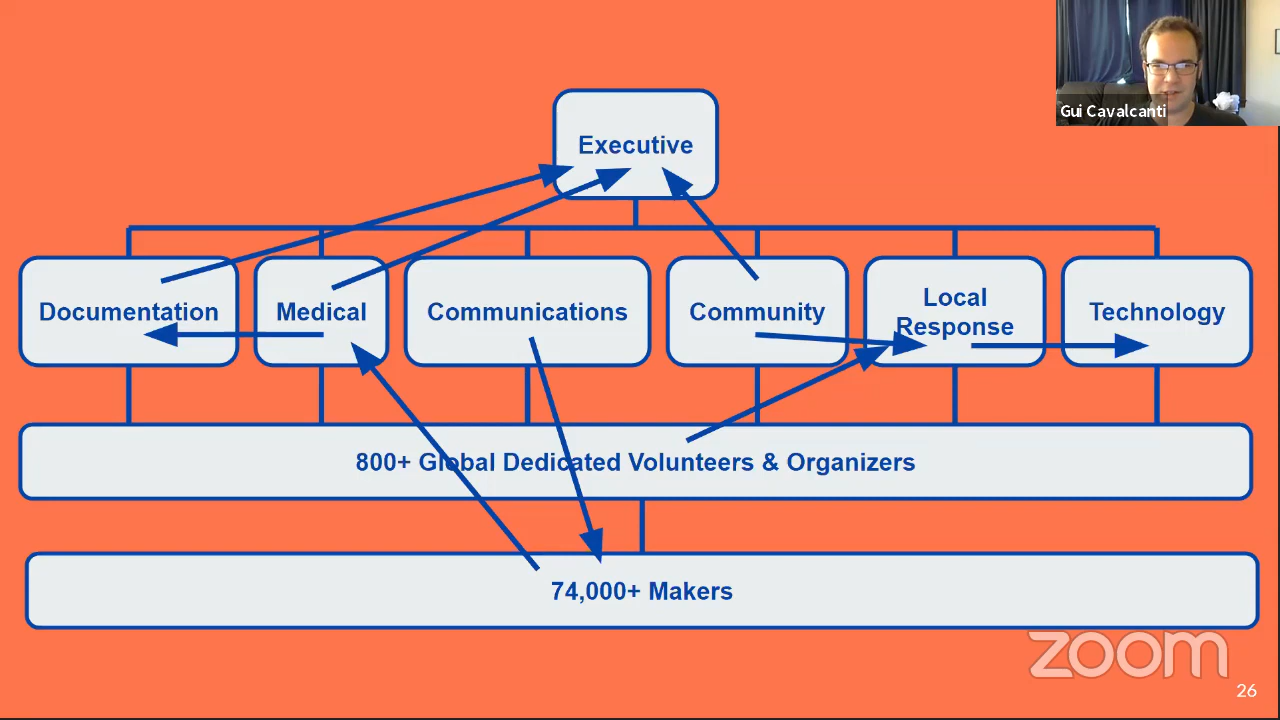 Gui Cavalcanti
Executive
Documentation
Medical
Communications
Community
Local
Response
Technology
800+ Global Dedicated Volunteers & Organizers
74,000+ Makers
zoom
26